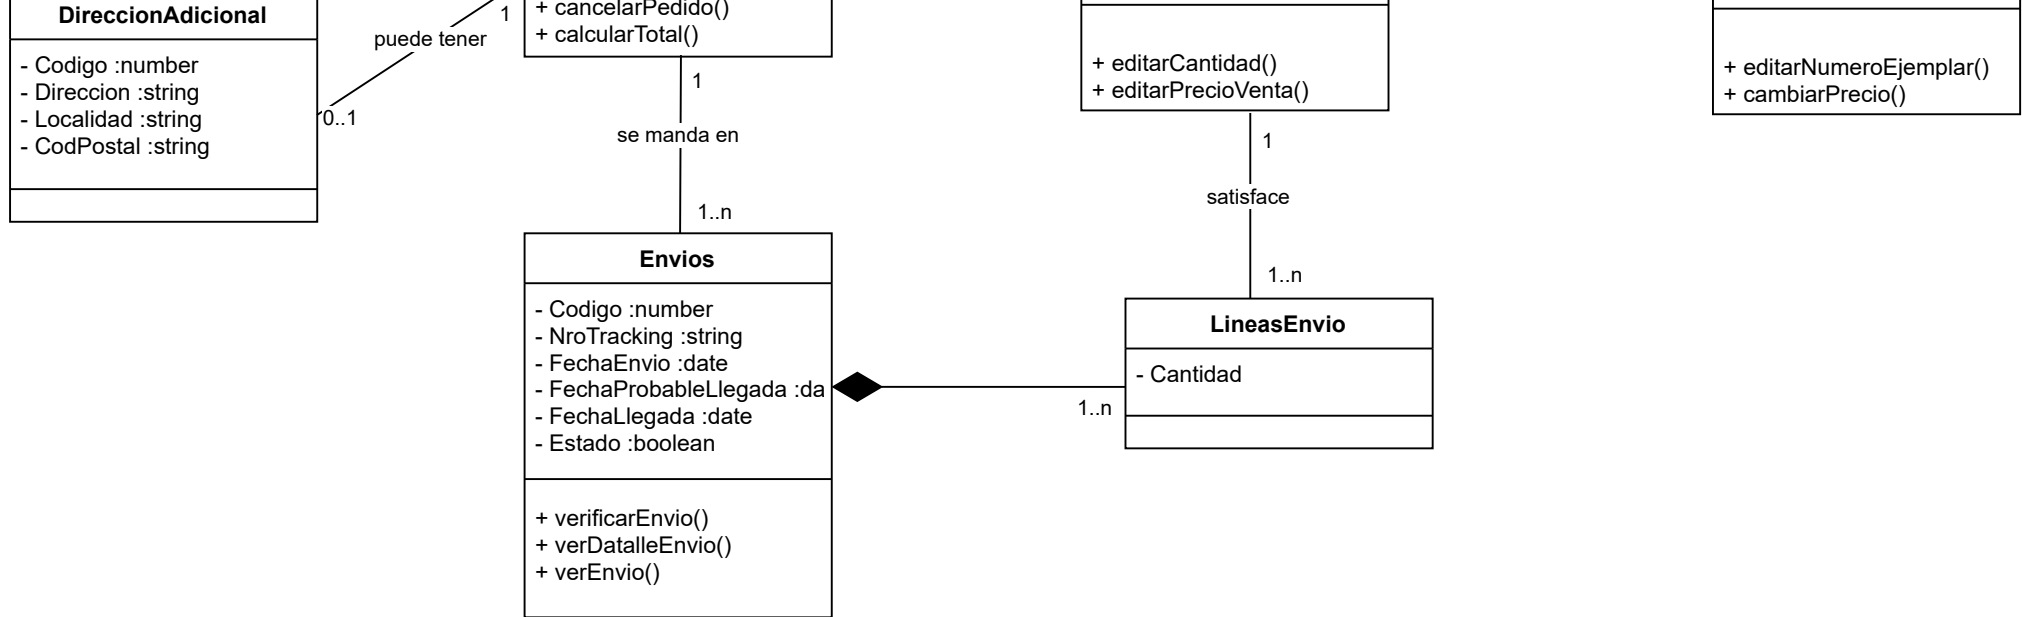 DireccionAdicional
- Codigo :number
- Direccion :string
- Localidad :string
- CodPostal :string
puede tener
1
0..1
+ cancelarPedido()
+ calcularTotal()
1
se manda en
1..n
Envios
- Codigo :number
- NroTracking :string
- FechaEnvio :date
- FechaProbableLlegada :da
- FechaLlegada :date
- Estado :boolean
+ verificarEnvio()
+ verDatalleEnvio()
+ verEnvio()
+ editarCantidad()
+ editarPrecioVenta()
1
satisface
1..n
LineasEnvio
- Cantidad
1..n
+ editarNumeroEjemplar()
+ cambiarPrecio()